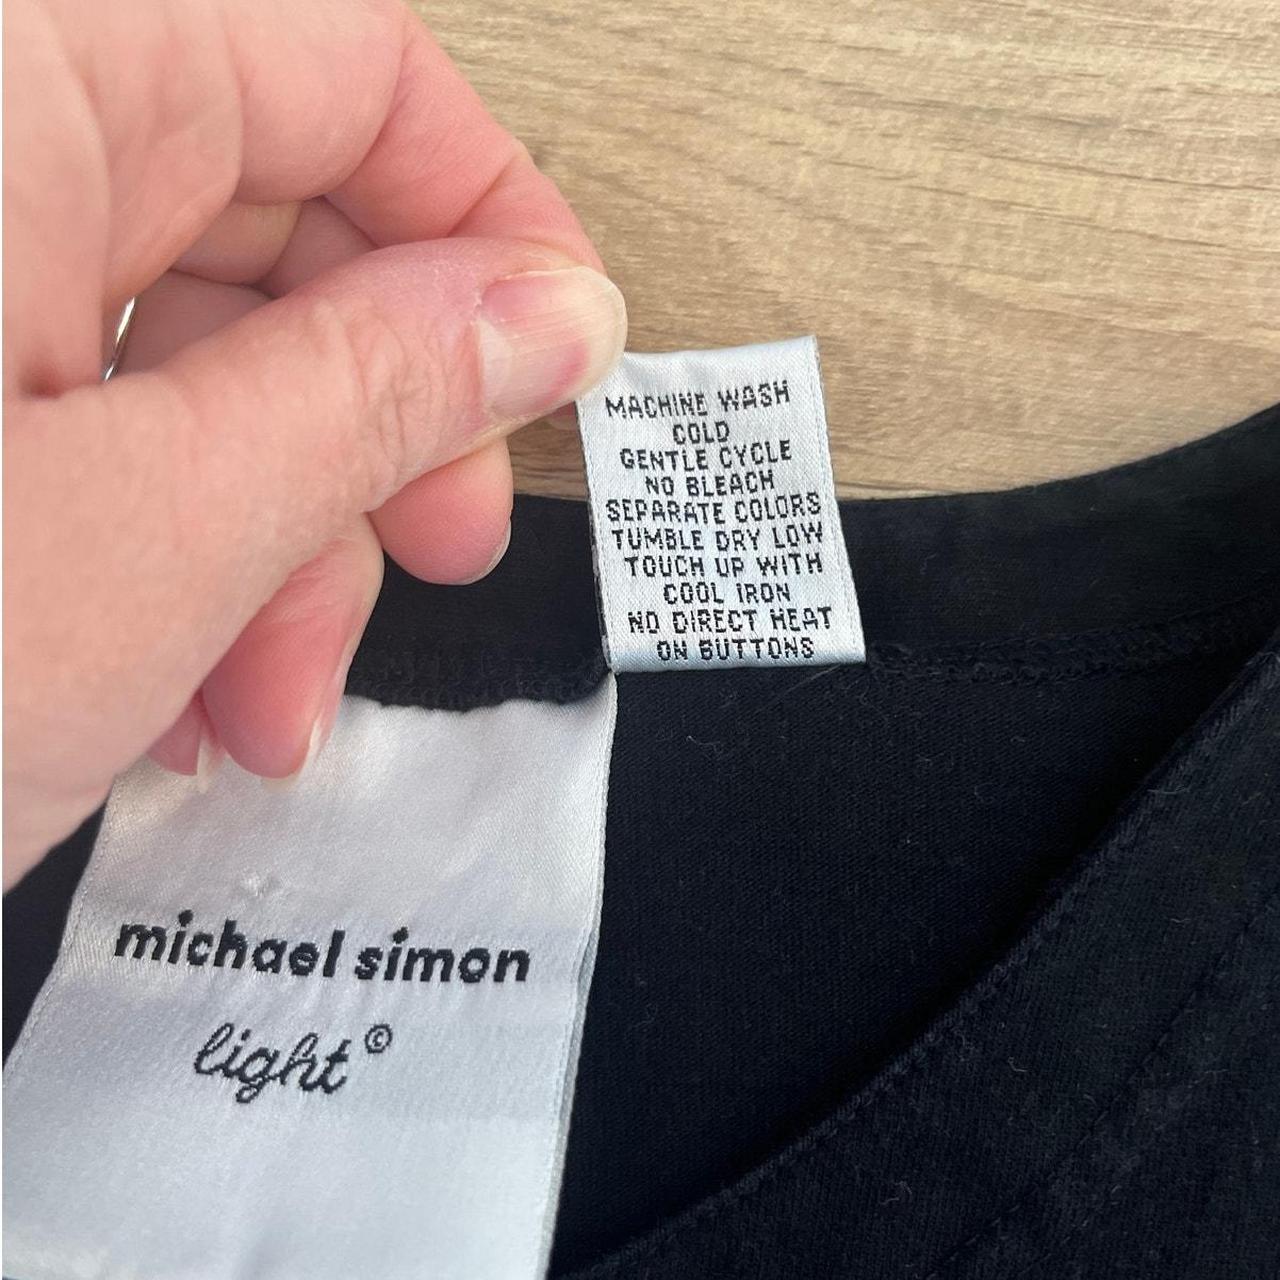 MACHINE WASH
COLD
GENTLE CYCLE
NO BLEACH
SEPARATE COLORS
TUMBLE DRY LOW
TOUCH UP WITH
COOL IRON
NO DIRECT HEAT
ON BUTTONS
michael simon
light©